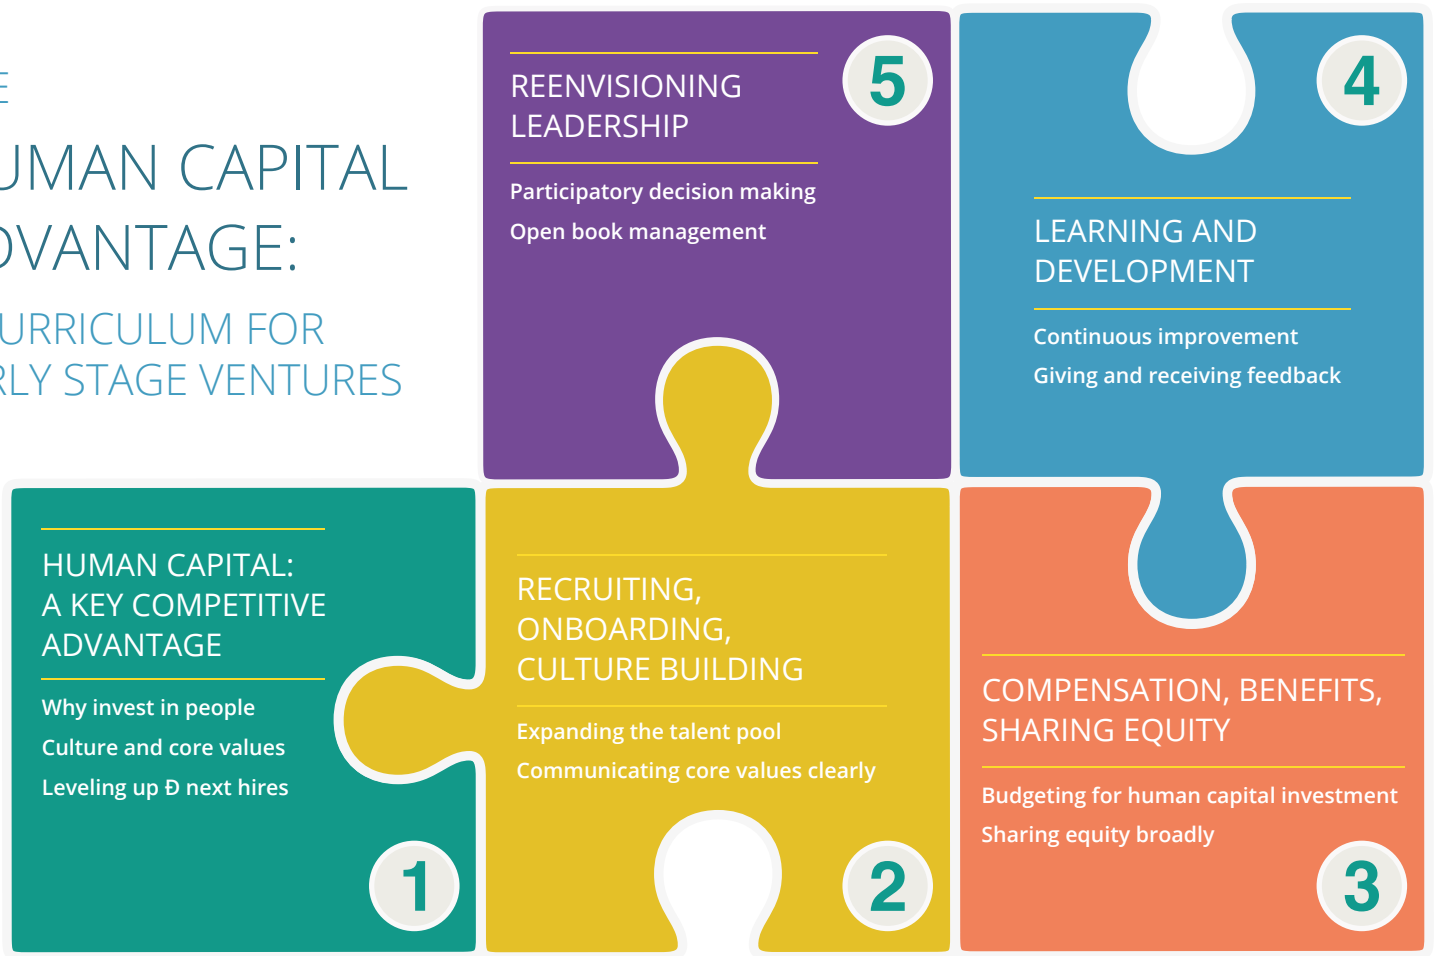 E
UMAN CAPITAL
DVANTAGE:
URRICULUM FOR
RLY STAGE VENTURES
5
REENVISIONING
LEADERSHIP
Participatory decision making
Open book management
4
LEARNING AND
DEVELOPMENT
Continuous improvement
Giving and receiving feedback
HUMAN CAPITAL:
A KEY COMPETITIVE
ADVANTAGE
Why invest in people
Culture and core values
Leveling up Đ next hires
1
RECRUITING,
ONBOARDING,
CULTURE BUILDING
Expanding the talent pool
Communicating core values clearly
2
COMPENSATION, BENEFITS,
SHARING EQUITY
Budgeting for human capital investment
Sharing equity broadly
3